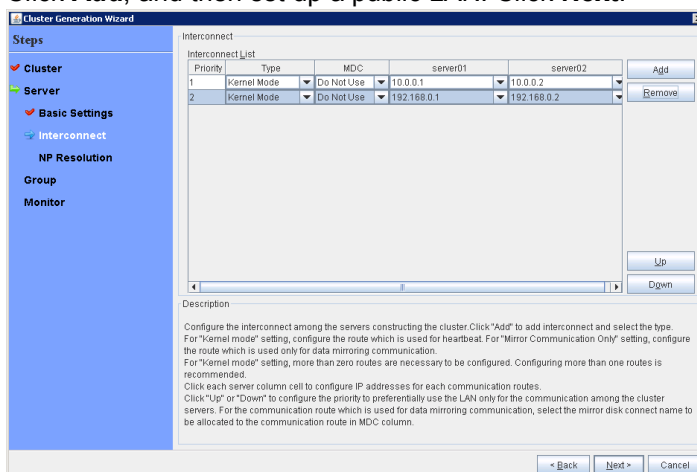 Click Add, and then set up a public LAN. Click Next.
Cluster Generation Wizard
Steps
Cluster
Server
Basic Settings
Interconnect
NP Resolution
Group
Monitor
Interconnect
Interconnect List
Priority Type MDC server01 server02
1 Kernel Mode Do Not Use 10.0.0.1 10.0.0.2
2 Kernel Mode Do Not Use 192.168.0.1 192.168.0.2
Add
Remove
Up
Down
Description
Configure the interconnect among the servers constructing the cluster.Click "Add" to add interconnect and select the type.
For "Kernel mode" setting, configure the route which is used for heartbeat. For "Mirror Communication Only" setting, configure
the route which is used only for data mirroring communication.
For "Kernel mode" setting, more than zero routes are necessary to be configured. Configuring more than one routes is
recommended.
Click each server column cell to configure IP addresses for each communication routes.
Click "Up" or "Down" to configure the priority to preferentially use the LAN only for the communication among the cluster
servers. For the communication route which is used for data mirroring communication, select the mirror disk connect name to
be allocated to the communication route in MDC column.
< Back Next > Cancel